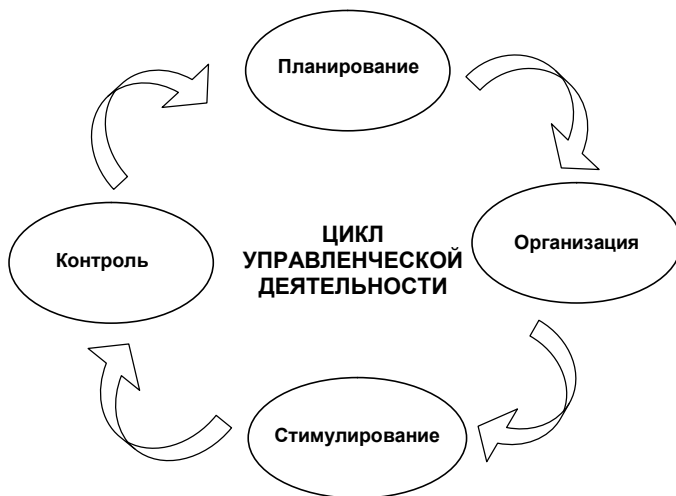 Планирование
Организация
ЦИКЛ
УПРАВЛЕНЧЕСКОЙ
ДЕЯТЕЛЬНОСТИ
Контроль
Стимулирование